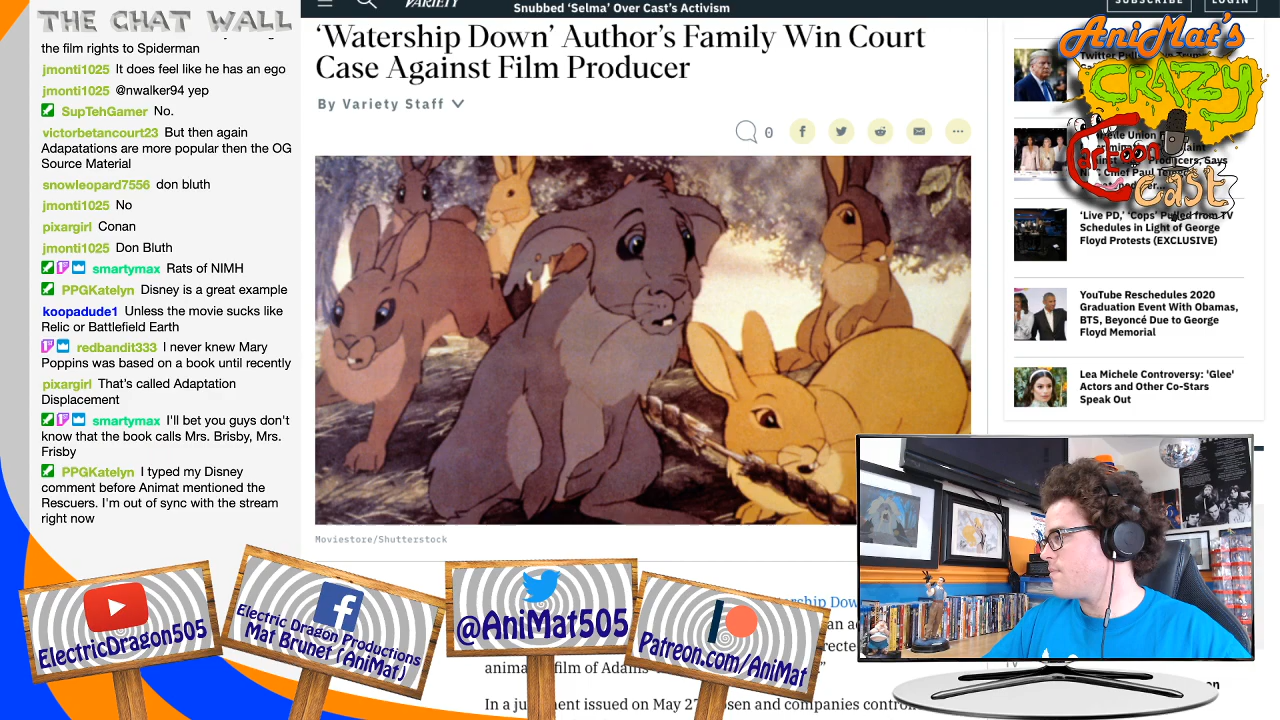 THE CHAT WALL
the film rights to Spiderman
jmonti1025 It does feel like he has an ego
jmonti1025 @nwalker94 yep
SupTehGamer No.
victorbetancourt23 But then again
Adapatations are more popular then the OG
Source Material
snowleopard7556 don bluth
jmonti1025 No
pixargirl Conan
jmonti1025 Don Bluth
smartymax Rats of NIMH
PPGKatelyn Disney is a great example
koopadude1 Unless the movie sucks like
Relic or Battlefield Earth
redbandit333 I never knew Mary
Poppins was based on a book until recently
pixargirl That's called Adaptation
Displacement
smartymax I'll bet you guys don't
know that the book calls Mrs. Brisby, Mrs.
Frisby
PPGKatelyn I typed my Disney
comment before Animat mentioned the
Rescuers. I'm out of sync with the stream
right now
VARIETY
Snubbed 'Selma' Over Cast's Activism
SUBSCRIBE
LOGIN
'Watership Down' Author's Family Win Court
Case Against Film Producer
By Variety Staff
0
Moviestore/Shutterstock
AniMat's
CRAZY
Cartoon
Cast
'Live PD,' 'Cops' Pulled from TV
Schedules in Light of George
Floyd Protests (EXCLUSIVE)
YouTube Reschedules 2020
Graduation Event With Obamas,
BTS, Beyoncé Due to George
Floyd Memorial
Lea Michele Controversy: 'Glee'
Actors and Other Co-Stars
Speak Out
ElectricDragon505
Electric Dragon Productions
Mat Brunet (AniMat)
@AniMat505
Patreon.com/AniMat
In a judgment issued on May 27